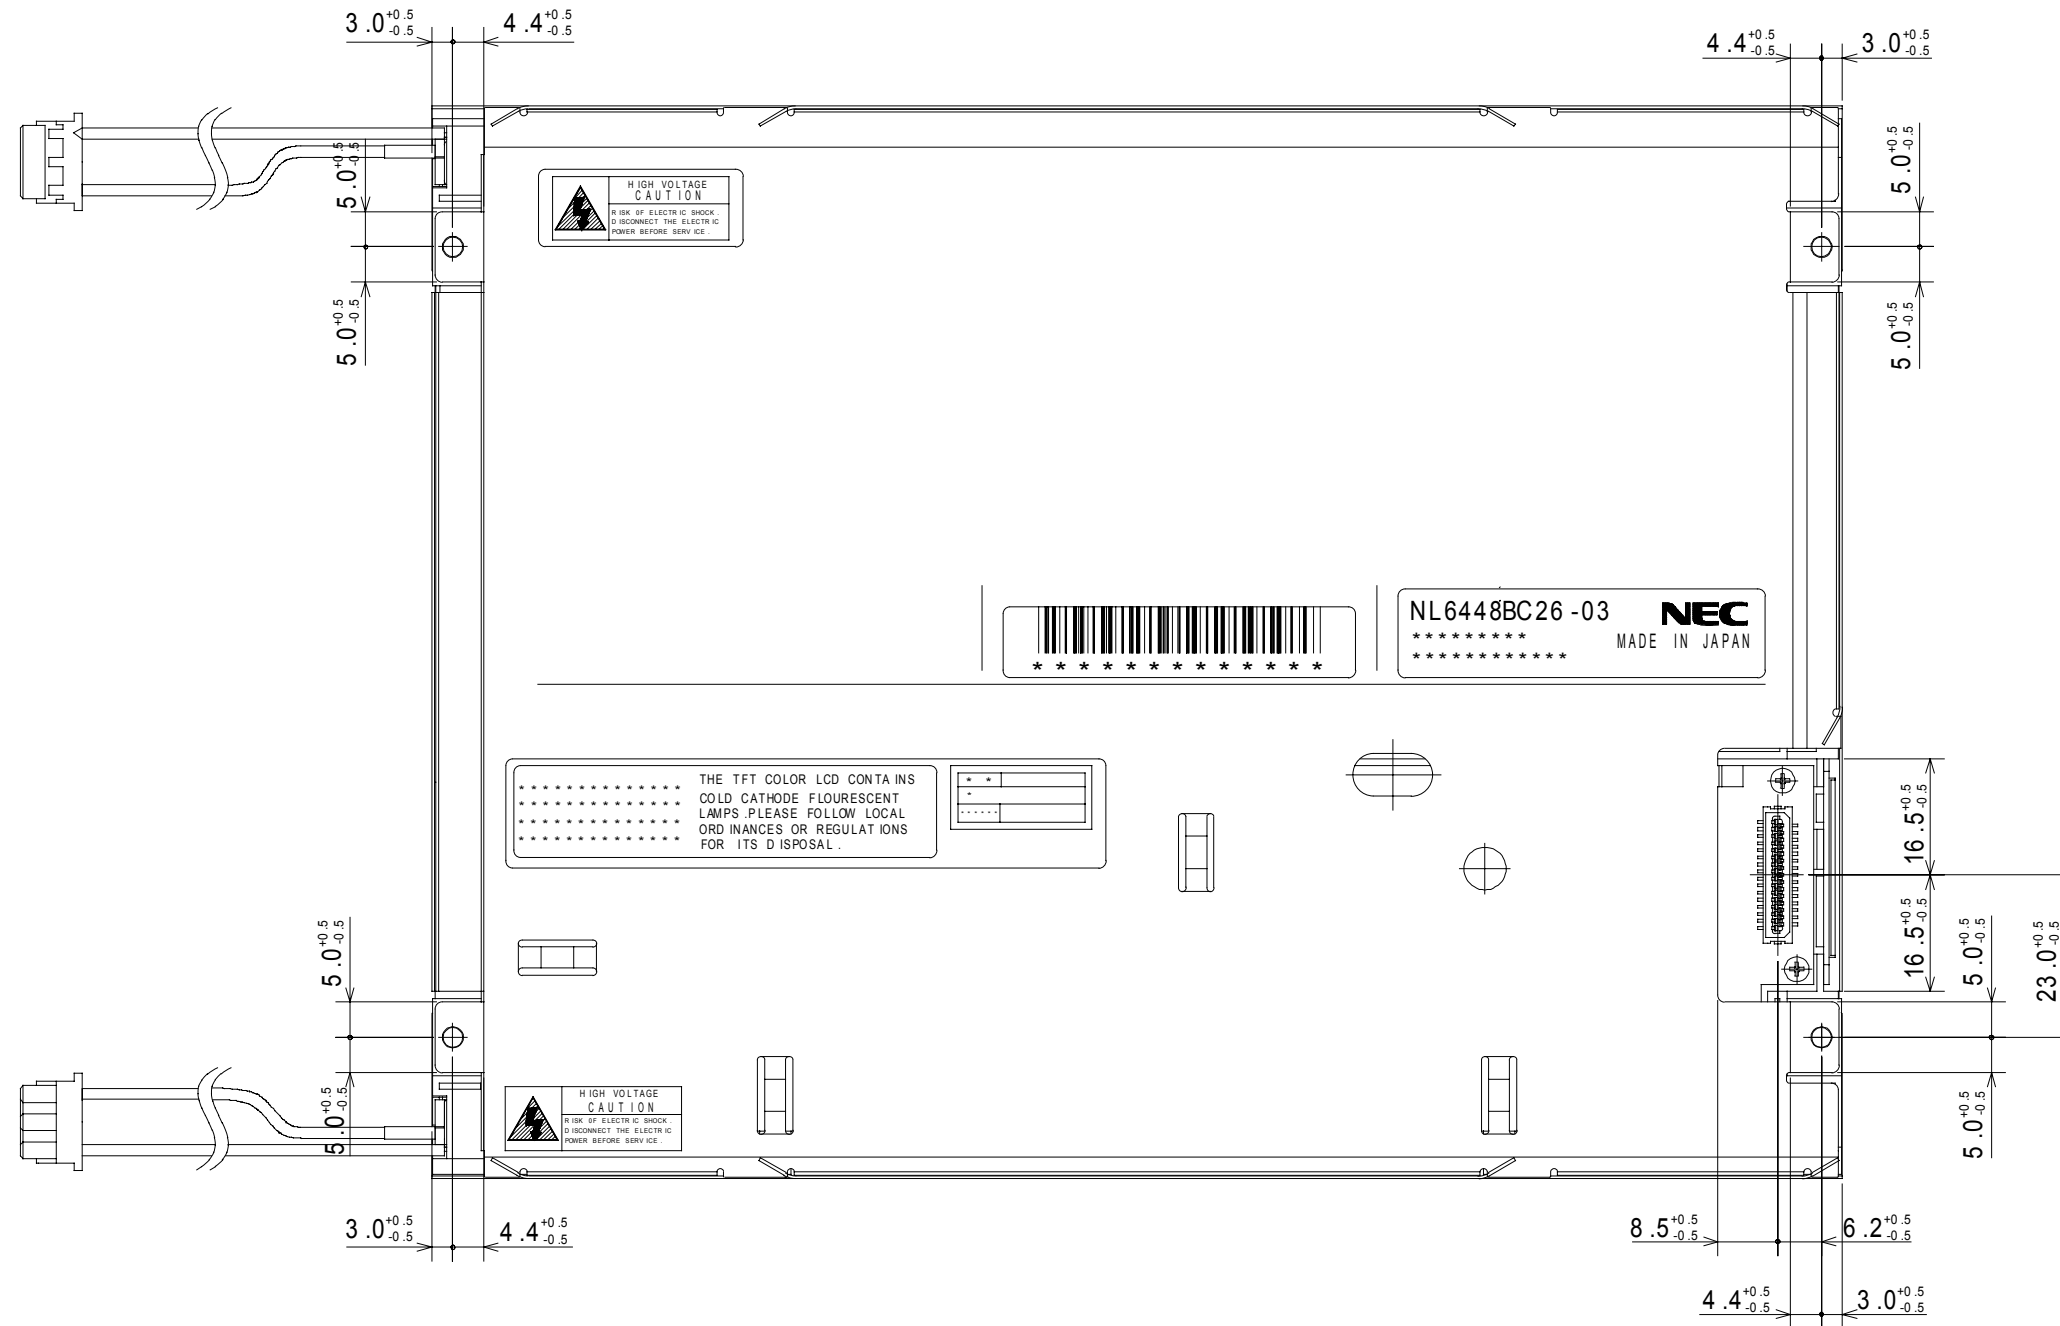 3.0+0.5-0.5 4.4+0.5-0.5
4.4+0.5-0.5 3.0+0.5-0.5
5.0+0.5-0.5
5.0+0.5-0.5
HIGH VOLTAGE
CAUTION
RISK OF ELECTRIC SHOCK.
DISCONNECT THE ELECTRIC
POWER BEFORE SERVICE.
5.0+0.5-0.5
5.0+0.5-0.5
NL6448BC26-03 NEC
* * * * * * * * * MADE IN JAPAN
* * * * * * * * * * * *
* * * * * * * * * * * * *
* * * * * * * * * * * * * * THE TFT COLOR LCD CONTAINS
* * * * * * * * * * * * * * COLD CATHODE FLOURESCENT
LAMPS.PLEASE FOLLOW LOCAL
* * * * * * * * * * * * * * ORDINANCES OR REGULATIONS
* * * * * * * * * * * * * * FOR ITS DISPOSAL.
* *
*
******
16.5+0.5-0.5
16.5+0.5-0.5
5.0+0.5-0.5
5.0+0.5-0.5
23.0+0.5-0.5
5.0+0.5-0.5
HIGH VOLTAGE
CAUTION
RISK OF ELECTRIC SHOCK.
DISCONNECT THE ELECTRIC
POWER BEFORE SERVICE.
5.0+0.5-0.5
3.0+0.5-0.5 4.4+0.5-0.5
8.5+0.5-0.5 6.2+0.5-0.5
4.4+0.5-0.5 3.0+0.5-0.5